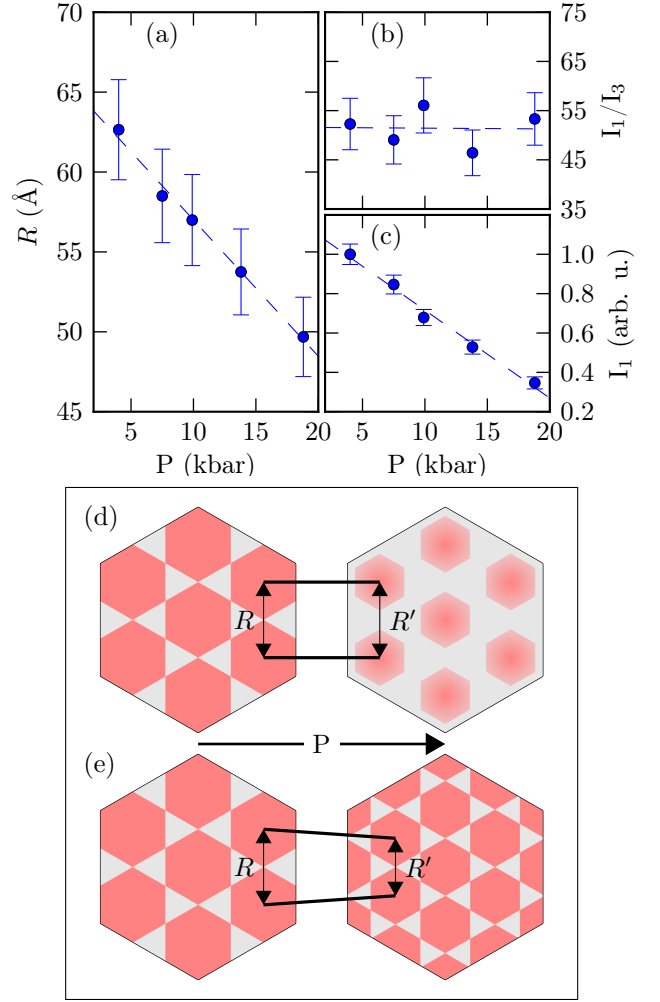 (a)
70
65
60
55
50
45
R (Å)
5
10
15
20
P (kbar)
(b)
75
65
55
45
35
I₁/I₃
(c)
1.0
0.8
0.6
0.4
0.2
I₁ (arb. u.)
5
10
15
20
P (kbar)
(d)
R
R′
P
(e)
R
R′